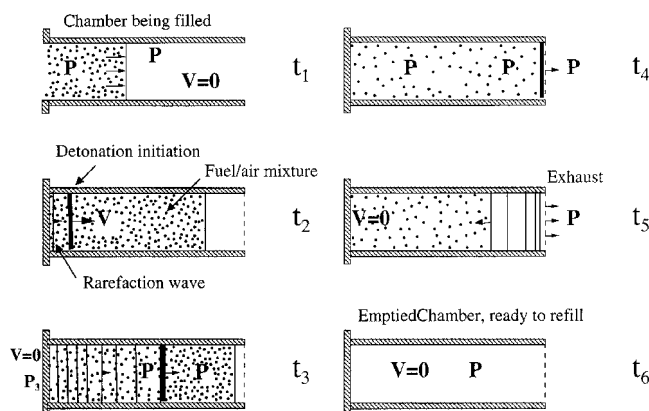 Chamber being filled
P
P
V=0
t1
Detonation initiation
Fuel/air mixture
V
t2
Rarefaction wave
V=0
P3
P
P
t3
P
P
P
t4
Exhaust
V=0
P
t5
EmptiedChamber, ready to refill
V=0 P
t6